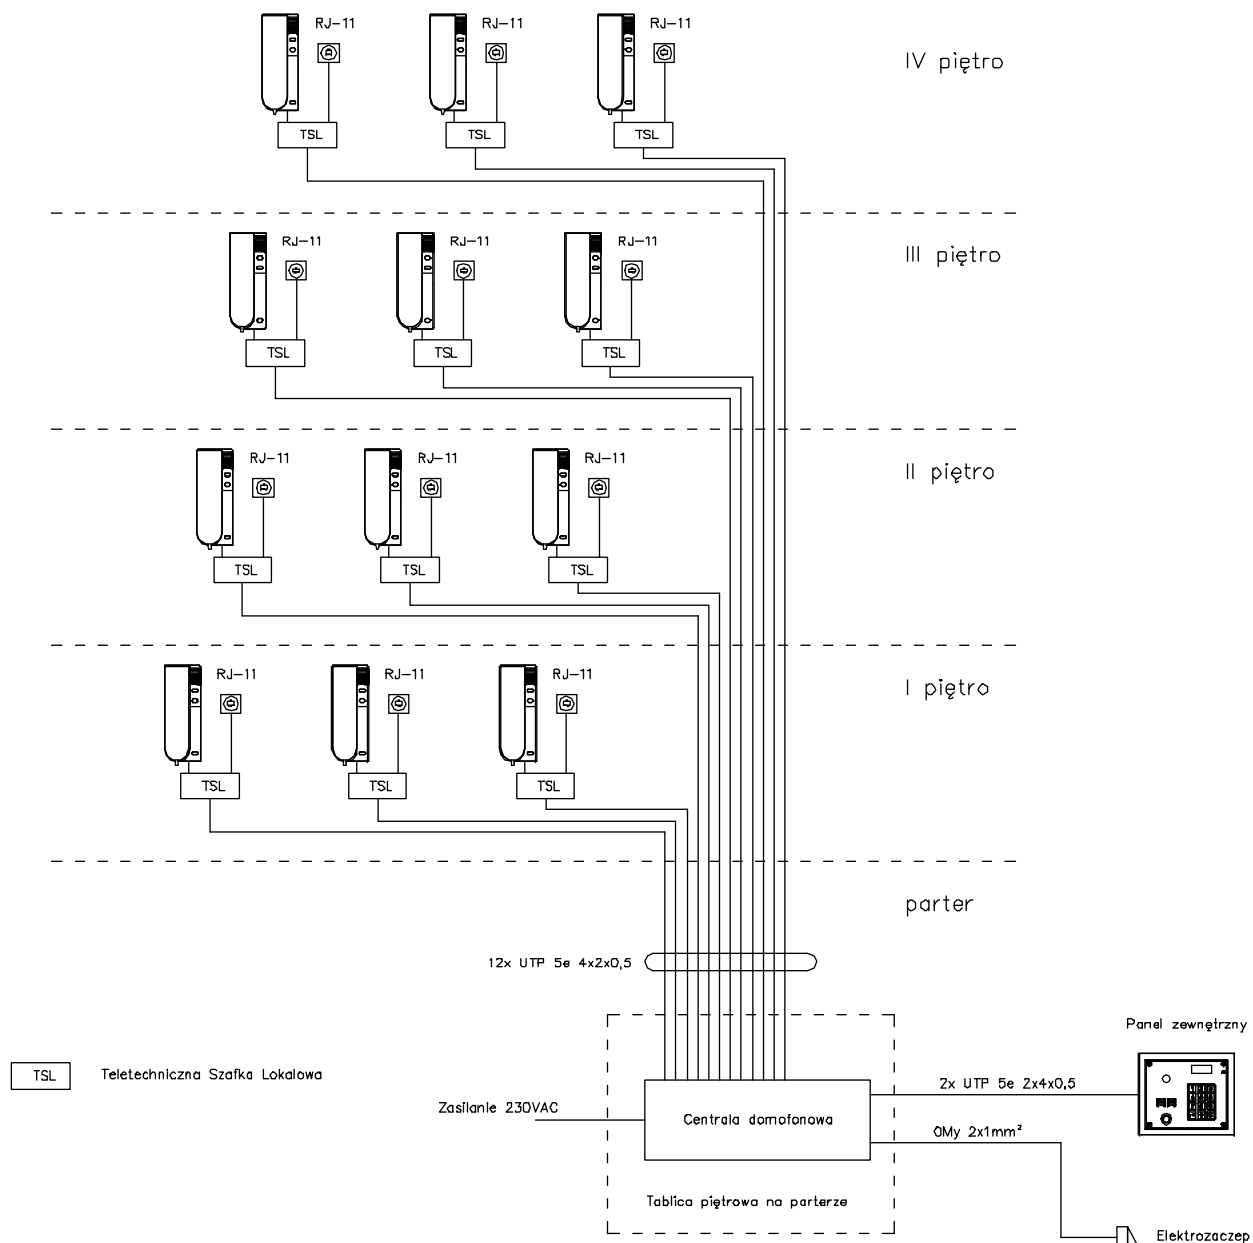 RJ-11 RJ-11 RJ-11
IV piętro
TSL TSL TSL
RJ-11 RJ-11 RJ-11
III piętro
TSL TSL TSL
RJ-11 RJ-11 RJ-11
II piętro
TSL TSL TSL
RJ-11 RJ-11 RJ-11
I piętro
TSL TSL TSL
parter
12x UTP 5e 4x2x0,5
Panel zewnętrzny
TSL Teletechniczna Szafka Lokalowa
2x UTP 5e 2x4x0,5
Zasilanie 230VAC
Centrala domofonowa
OMy 2x1mm²
Tablica piętrowa na parterze
Elektrozaczep